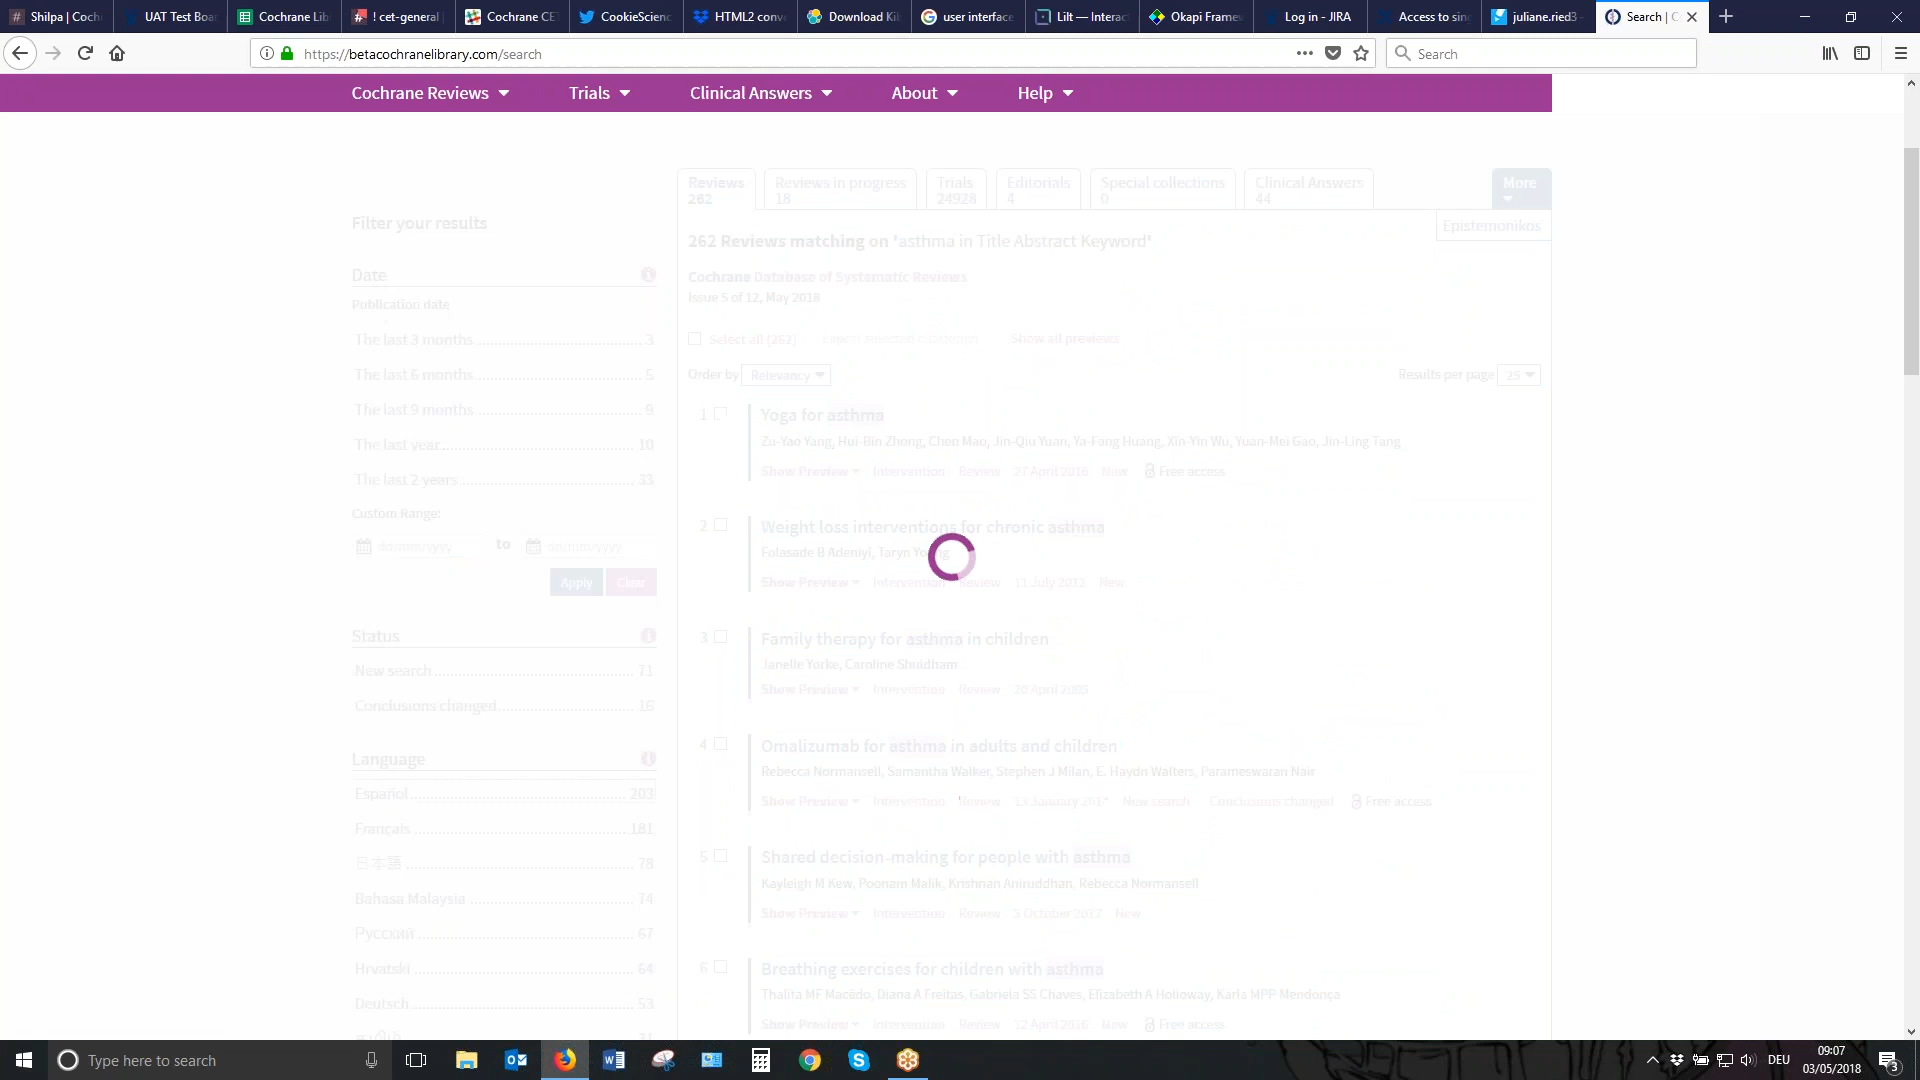 Shilpa | Coch
UAT Test Boa
Cochrane Lib
! cet-general
Cochrane CE
CookieScienc
HTML2 conve
Download Ki
user interface
Lilt — Interac
Okapi Frame
Log in - JIRA
Access to sin
juliane.ried3
Search | C
https://betacochranelibrary.com/search
Search
Cochrane Reviews
Trials
Clinical Answers
About
Help
Reviews
262
Reviews in progress
18
Trials
24928
Editorials
4
Special collections
0
Clinical Answers
44
More
Epistemonikos
Filter your results
Date
Publication date
The last 3 months 3
The last 6 months 5
The last 9 months 9
The last year 10
The last 2 years 33
Custom Range:
dd/mm/yyyy to dd/mm/yyyy
Apply Clear
Status
New search 71
Conclusions changed 16
Language
Español 203
Français 181
日本語 78
Bahasa Malaysia 74
Русский 67
Hrvatski 64
Deutsch 53
262 Reviews matching on 'asthma in Title Abstract Keyword'
Cochrane Database of Systematic Reviews
Issue 5 of 12, May 2018
Select all (262) Show all previews
Order by Relevancy
Results per page 25
1 Yoga for asthma
Zu-Yao Yang, Hui-Bin Zhong, Chen Mao, Jin-Qiu Yuan, Ya-Fang Huang, Xin-Yin Wu, Yuan-Mei Gao, Jin-Ling Tang
Show Preview Intervention Review 27 April 2016 New Free access
2 Weight loss interventions for chronic asthma
Folasade B Adeniyi, Taryn Young
Show Preview Intervention Review 11 July 2012 New
3 Family therapy for asthma in children
Janelle Yorke, Caroline Shuldham
Show Preview Intervention Review 20 April 2005
4 Omalizumab for asthma in adults and children
Rebecca Normansell, Samantha Walker, Stephen J Milan, E. Haydn Walters, Parameswaran Nair
Show Preview Intervention Review 13 January 2014 New search Conclusions changed Free access
5 Shared decision-making for people with asthma
Kayleigh M Kew, Poonam Malik, Krishnan Aniruddhan, Rebecca Normansell
Show Preview Intervention Review 3 October 2017 New
6 Breathing exercises for children with asthma
Thalita MF Macêdo, Diana A Freitas, Gabriela SS Chaves, Elizabeth A Holloway, Karla MPP Mendonça
Show Preview Intervention Review 12 April 2016 New Free access
Type here to search
DEU
09:07
03/05/2018
3